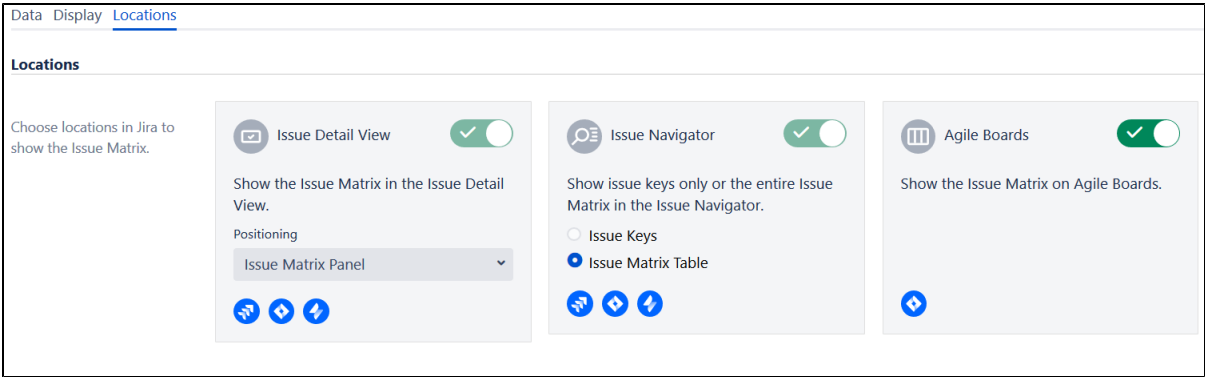 Data Display Locations
Locations
Choose locations in Jira to
show the Issue Matrix.
Issue Detail View
Show the Issue Matrix in the Issue Detail
View.
Positioning
Issue Matrix Panel
Issue Navigator
Show issue keys only or the entire Issue
Matrix in the Issue Navigator.
Issue Keys
Issue Matrix Table
Agile Boards
Show the Issue Matrix on Agile Boards.